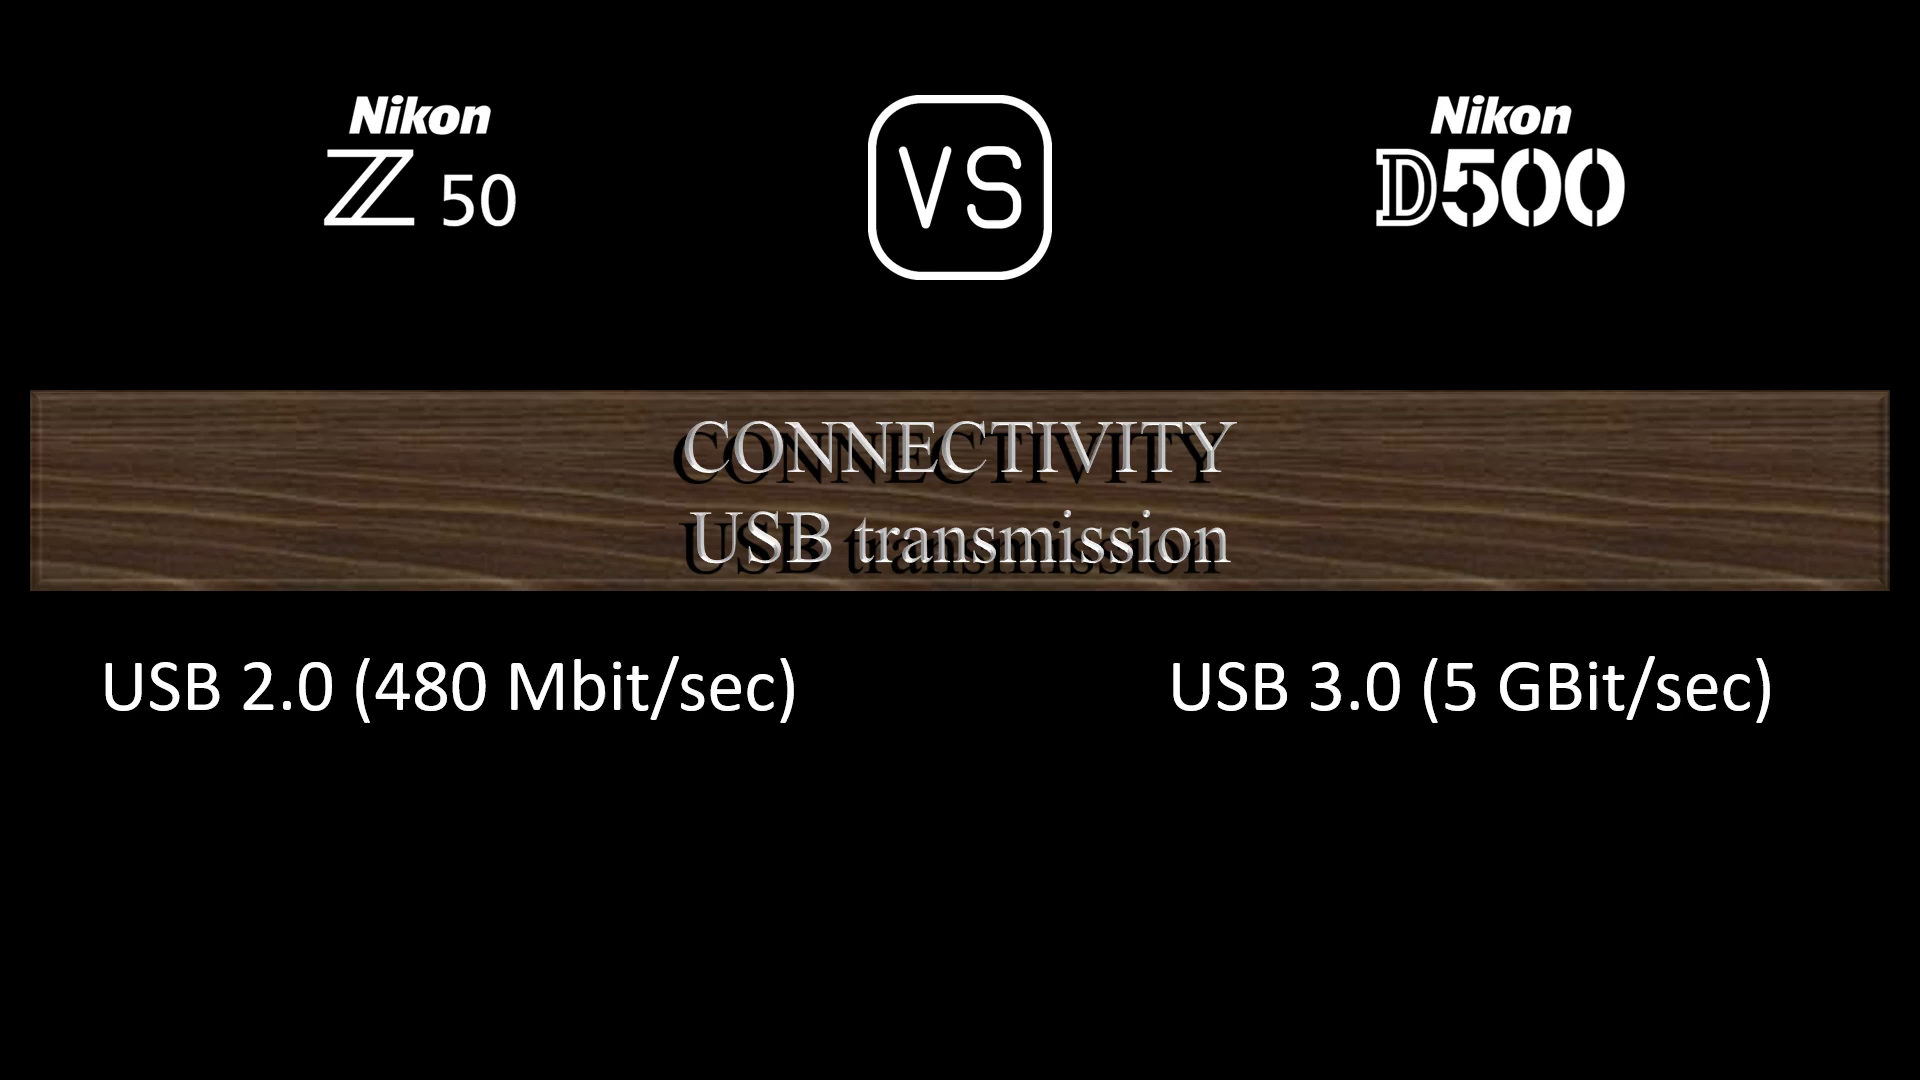 Nikon
Z 50
VS
Nikon
D500
CONNECTIVITY
USB transmission
USB 2.0 (480 Mbit/sec)
USB 3.0 (5 GBit/sec)